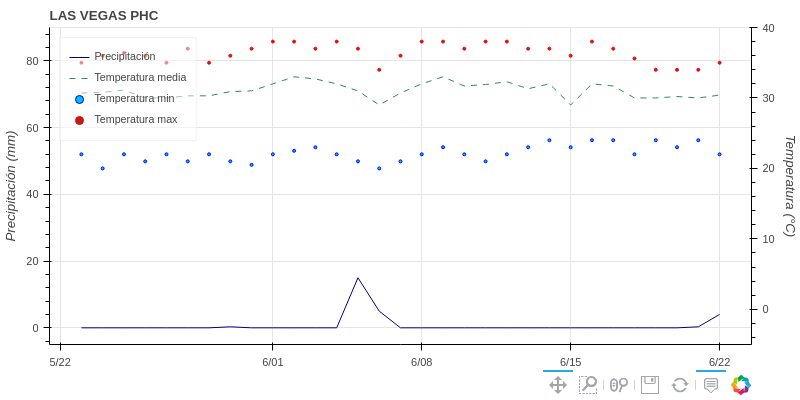 LAS VEGAS PHC
Precipitación
Temperatura media
Temperatura min
Temperatura max
Precipitación (mm)
80
60
40
20
0
Temperatura (°C)
40
30
20
10
0
5/22
6/01
6/08
6/15
6/22